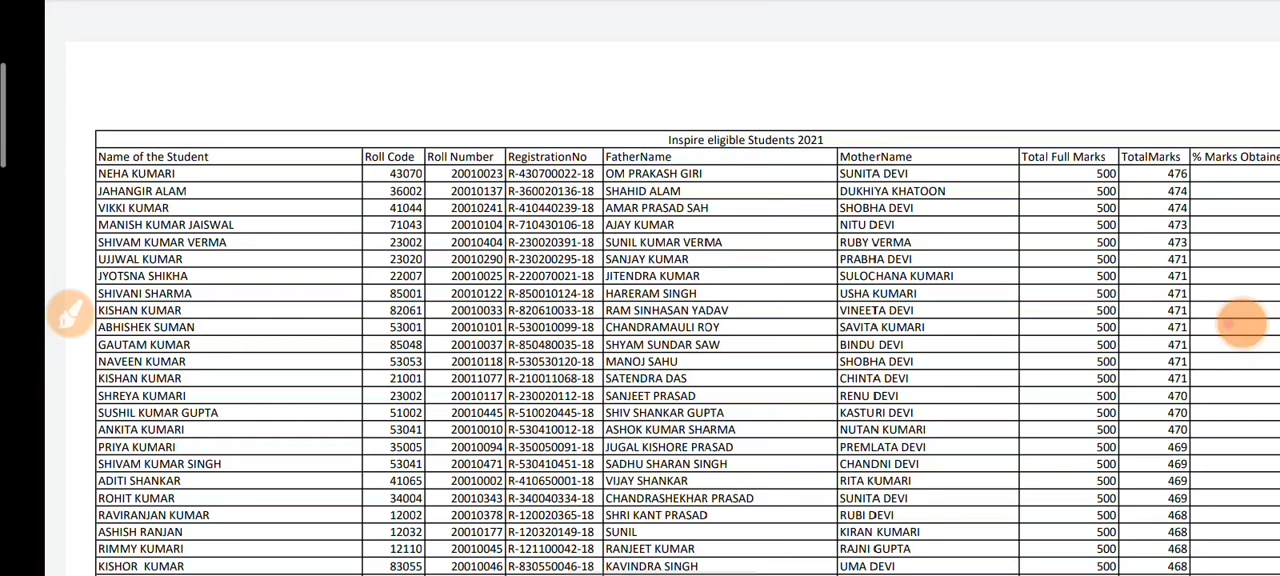 Inspire eligible Students 2021
Name of the Student Roll Code Roll Number RegistrationNo FatherName MotherName Total Full Marks TotalMarks % Marks Obtaine
NEHA KUMARI 43070 20010023 R-430700022-18 OM PRAKASH GIRI SUNITA DEVI 500 476
JAHANGIR ALAM 36002 20010137 R-360020136-18 SHAHID ALAM DUKHIYA KHATOON 500 474
VIKKI KUMAR 41044 20010241 R-410440239-18 AMAR PRASAD SAH SHOBHA DEVI 500 474
MANISH KUMAR JAISWAL 71043 20010104 R-710430106-18 AJAY KUMAR NITU DEVI 500 473
SHIVAM KUMAR VERMA 23002 20010404 R-230020391-18 SUNIL KUMAR VERMA RUBY VERMA 500 473
UJJWAL KUMAR 23020 20010290 R-230200295-18 SANJAY KUMAR PRABHA DEVI 500 471
JYOTSNA SHIKHA 22007 20010025 R-220070021-18 JITENDRA KUMAR SULOCHANA KUMARI 500 471
SHIVANI SHARMA 85001 20010122 R-850010124-18 HARERAM SINGH USHA KUMARI 500 471
KISHAN KUMAR 82061 20010033 R-820610033-18 RAM SINHASAN YADAV VINEETA DEVI 500 471
ABHISHEK SUMAN 53001 20010101 R-530010099-18 CHANDRAMAULI ROY SAVITA KUMARI 500 471
GAUTAM KUMAR 85048 20010037 R-850480035-18 SHYAM SUNDAR SAW BINDU DEVI 500 471
NAVEEN KUMAR 53053 20010118 R-530530120-18 MANOJ SAHU SHOBHA DEVI 500 471
KISHAN KUMAR 21001 20011077 R-210011068-18 SATENDRA DAS CHINTA DEVI 500 471
SHREYA KUMARI 23002 20010117 R-230020112-18 SANJEET PRASAD RENU DEVI 500 470
SUSHIL KUMAR GUPTA 51002 20010445 R-510020445-18 SHIV SHANKAR GUPTA KASTURI DEVI 500 470
ANKITA KUMARI 53041 20010010 R-530410012-18 ASHOK KUMAR SHARMA NUTAN KUMARI 500 470
PRIYA KUMARI 35005 20010094 R-350050091-18 JUGAL KISHORE PRASAD PREMLATA DEVI 500 469
SHIVAM KUMAR SINGH 53041 20010471 R-530410451-18 SADHU SHARAN SINGH CHANDNI DEVI 500 469
ADITI SHANKAR 41065 20010002 R-410650001-18 VIJAY SHANKAR RITA KUMARI 500 469
ROHIT KUMAR 34004 20010343 R-340040334-18 CHANDRASHEKHAR PRASAD SUNITA DEVI 500 469
RAVIRANJAN KUMAR 12002 20010378 R-120020365-18 SHRI KANT PRASAD RUBI DEVI 500 468
ASHISH RANJAN 12032 20010177 R-120320149-18 SUNIL KIRAN KUMARI 500 468
RIMMY KUMARI 12110 20010045 R-121100042-18 RANJEET KUMAR RAJNI GUPTA 500 468
KISHOR KUMAR 83055 20010046 R-830550046-18 KAVINDRA SINGH UMA DEVI 500 468